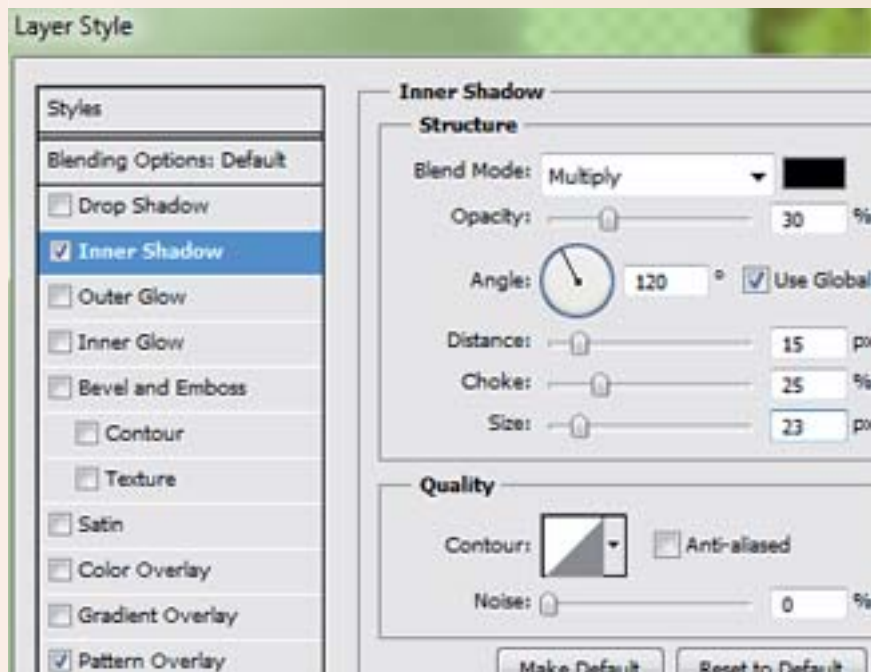 Layer Style
Styles
Blending Options: Default
Drop Shadow
Inner Shadow
Outer Glow
Inner Glow
Bevel and Emboss
Contour
Texture
Satin
Color Overlay
Gradient Overlay
Pattern Overlay
Inner Shadow
Structure
Blend Mode: Multiply
Opacity: 30 %
Angle: 120 ° Use Global
Distance: 15 px
Choke: 25 %
Size: 23 px
Quality
Contour: Anti-aliased
Noise: 0 %
Make Default Reset to Default